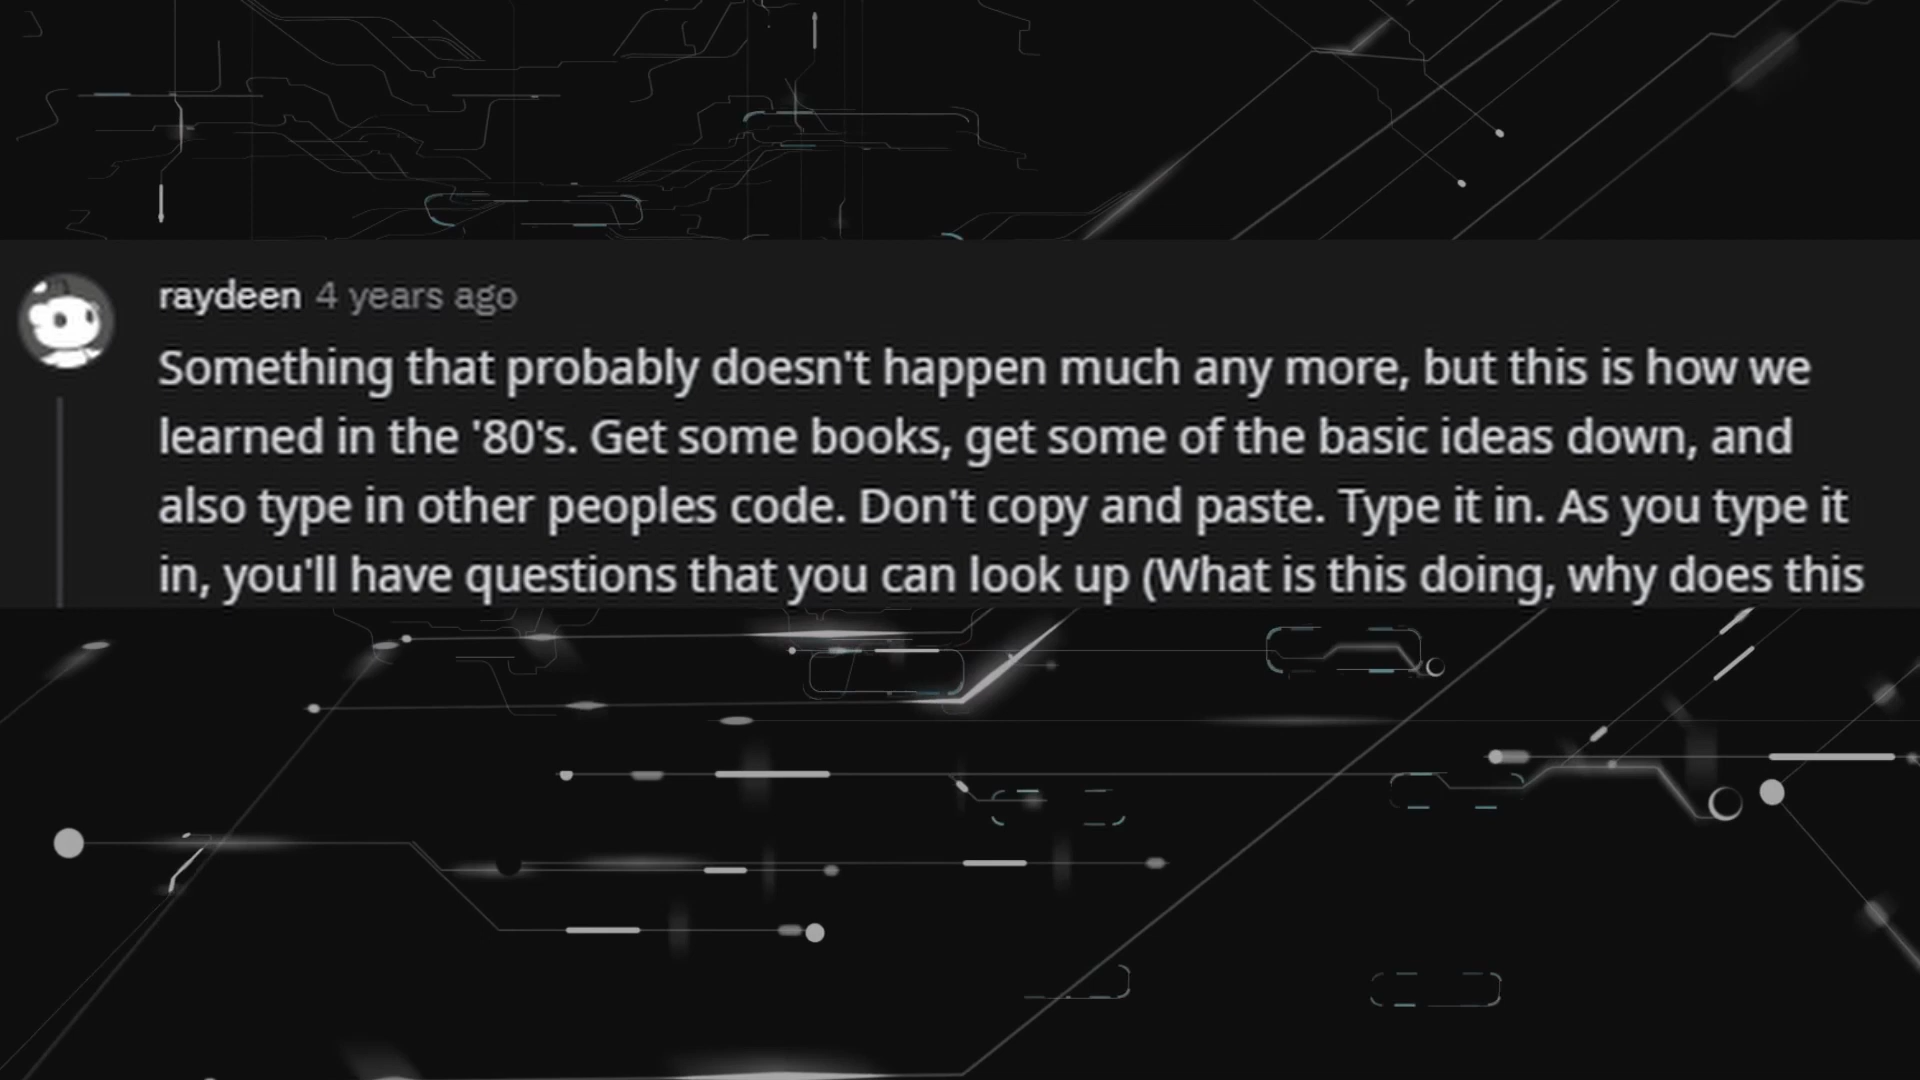 raydeen 4 years ago
Something that probably doesn't happen much any more, but this is how we
learned in the '80's. Get some books, get some of the basic ideas down, and
also type in other peoples code. Don't copy and paste. Type it in. As you type it
in, you'll have questions that you can look up (What is this doing, why does this